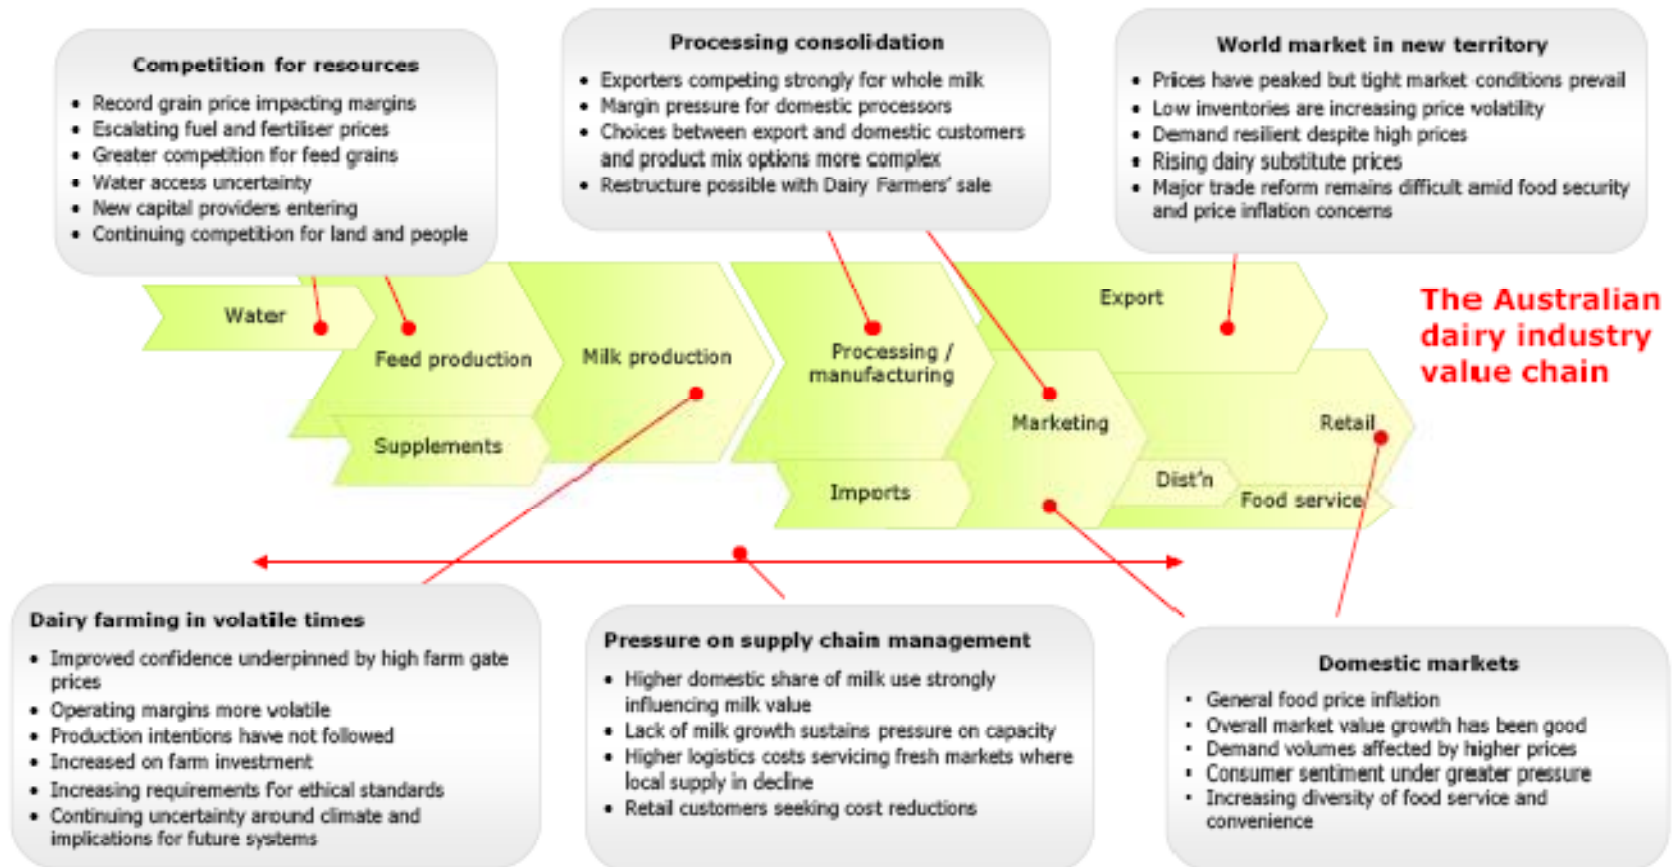 Competition for resources
• Record grain price impacting margins
• Escalating fuel and fertiliser prices
• Greater competition for feed grains
• Water access uncertainty
• New capital providers entering
• Continuing competition for land and people
Processing consolidation
• Exporters competing strongly for whole milk
• Margin pressure for domestic processors
• Choices between export and domestic customers
and product mix options more complex
• Restructure possible with Dairy Farmers' sale
World market in new territory
• Prices have peaked but tight market conditions prevail
• Low inventories are increasing price volatility
• Demand resilient despite high prices
• Rising dairy substitute prices
• Major trade reform remains difficult amid food security
and price inflation concerns
The Australian
dairy industry
value chain
Water
Feed production
Supplements
Milk production
Processing /
manufacturing
Imports
Export
Marketing
Retail
Dist'n
Food service
Dairy farming in volatile times
• Improved confidence underpinned by high farm gate
prices
• Operating margins more volatile
• Production intentions have not followed
• Increased on farm investment
• Increasing requirements for ethical standards
• Continuing uncertainty around climate and
implications for future systems
Pressure on supply chain management
• Higher domestic share of milk use strongly
influencing milk value
• Lack of milk growth sustains pressure on capacity
• Higher logistics costs servicing fresh markets where
local supply in decline
• Retail customers seeking cost reductions
Domestic markets
• General food price inflation
• Overall market value growth has been good
• Demand volumes affected by higher prices
• Consumer sentiment under greater pressure
• Increasing diversity of food service and
convenience